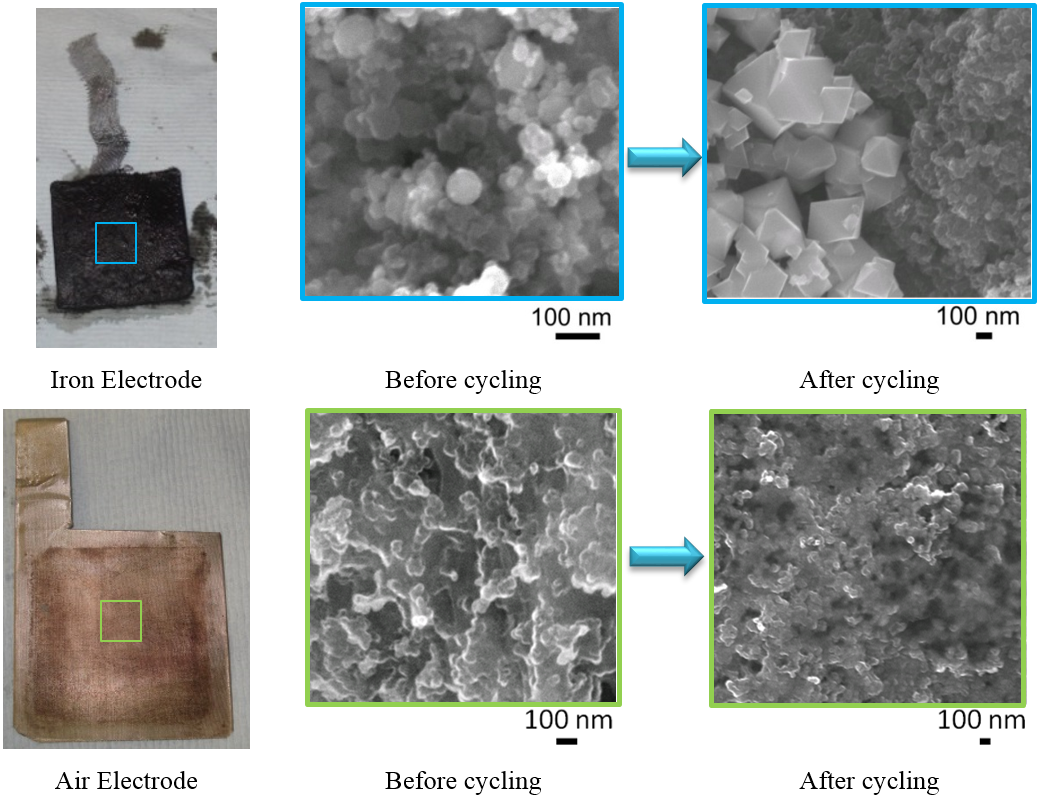 100 nm
100 nm
Iron Electrode
Before cycling
After cycling
100 nm
100 nm
Air Electrode
Before cycling
After cycling